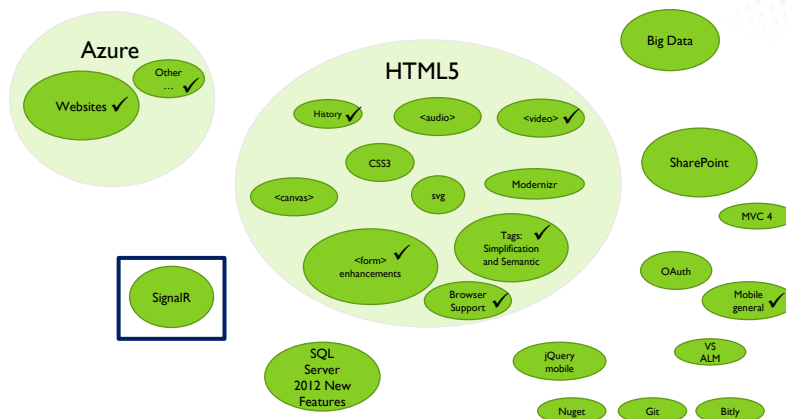 Azure
Other
…
Websites
HTML5
History
<audio>
<video>
CSS3
Modernizr
<canvas>
svg
Tags:
Simplification
and Semantic
<form>
enhancements
Browser
Support
Big Data
SharePoint
MVC 4
OAuth
Mobile
general
SignalR
SQL
Server
2012 New
Features
jQuery
mobile
VS
ALM
Nuget
Git
Bitly